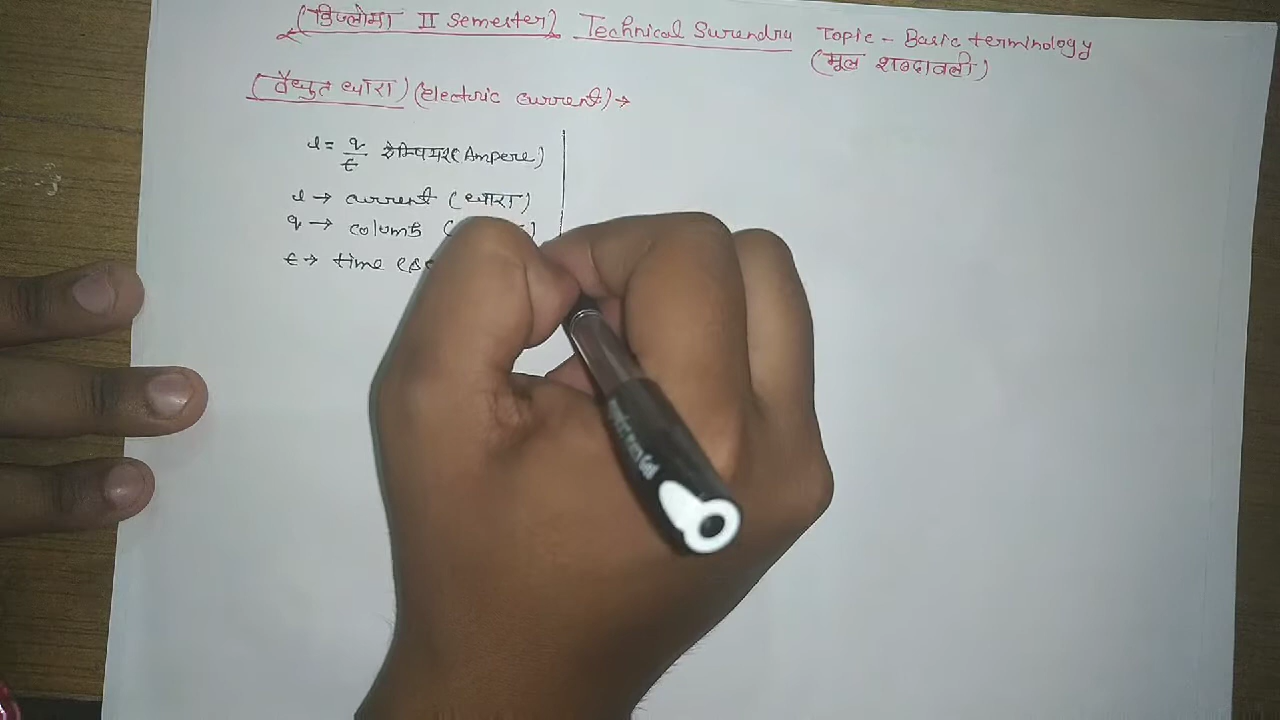 (डिप्लोमा II semester) Technical Surendra Topic - Basic terminology
(मूल शब्दावली)
(वैधुत धारा) (electric current) →
i = q/t ऐम्पियर (Ampere)
i → current (धारा)
q → columb (
t → time